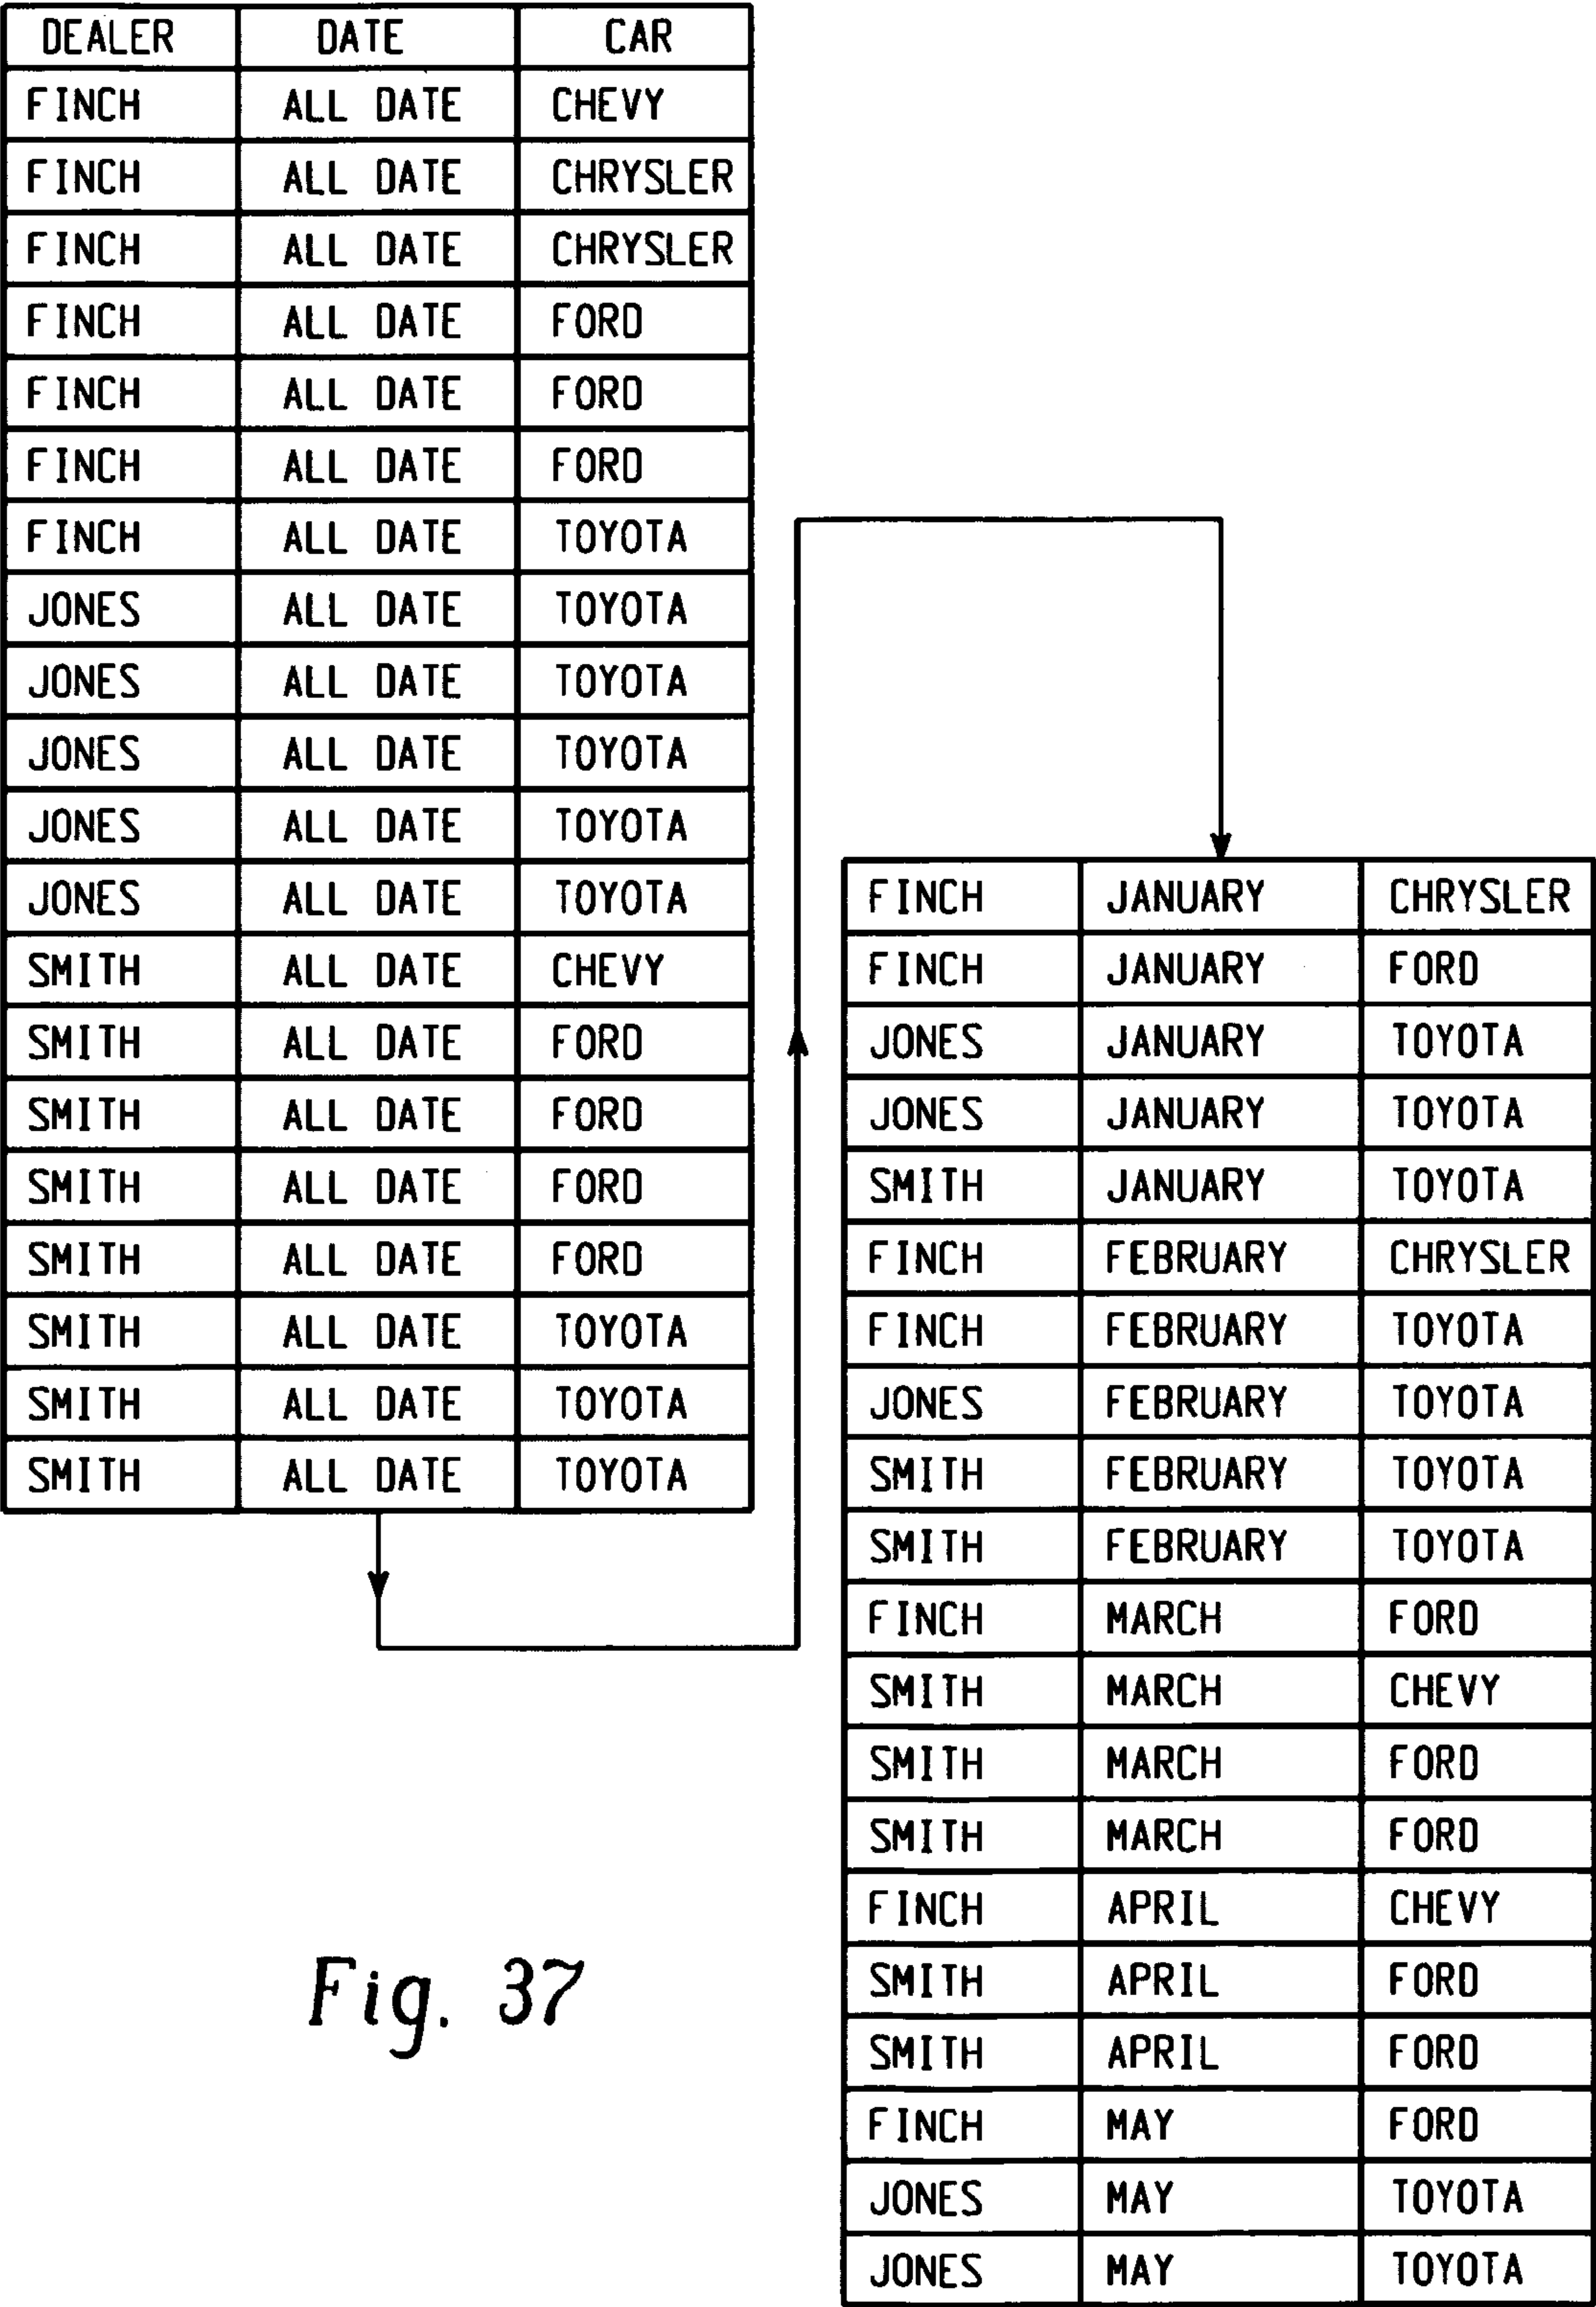 DEALER DATE CAR
FINCH ALL DATE CHEVY
FINCH ALL DATE CHRYSLER
FINCH ALL DATE CHRYSLER
FINCH ALL DATE FORD
FINCH ALL DATE FORD
FINCH ALL DATE FORD
FINCH ALL DATE TOYOTA
JONES ALL DATE TOYOTA
JONES ALL DATE TOYOTA
JONES ALL DATE TOYOTA
JONES ALL DATE TOYOTA
JONES ALL DATE TOYOTA
SMITH ALL DATE CHEVY
SMITH ALL DATE FORD
SMITH ALL DATE FORD
SMITH ALL DATE FORD
SMITH ALL DATE FORD
SMITH ALL DATE TOYOTA
SMITH ALL DATE TOYOTA
SMITH ALL DATE TOYOTA
FINCH JANUARY CHRYSLER
FINCH JANUARY FORD
JONES JANUARY TOYOTA
JONES JANUARY TOYOTA
SMITH JANUARY TOYOTA
FINCH FEBRUARY CHRYSLER
FINCH FEBRUARY TOYOTA
JONES FEBRUARY TOYOTA
SMITH FEBRUARY TOYOTA
SMITH FEBRUARY TOYOTA
FINCH MARCH FORD
SMITH MARCH CHEVY
SMITH MARCH FORD
SMITH MARCH FORD
FINCH APRIL CHEVY
SMITH APRIL FORD
SMITH APRIL FORD
FINCH MAY FORD
JONES MAY TOYOTA
JONES MAY TOYOTA
Fig. 37